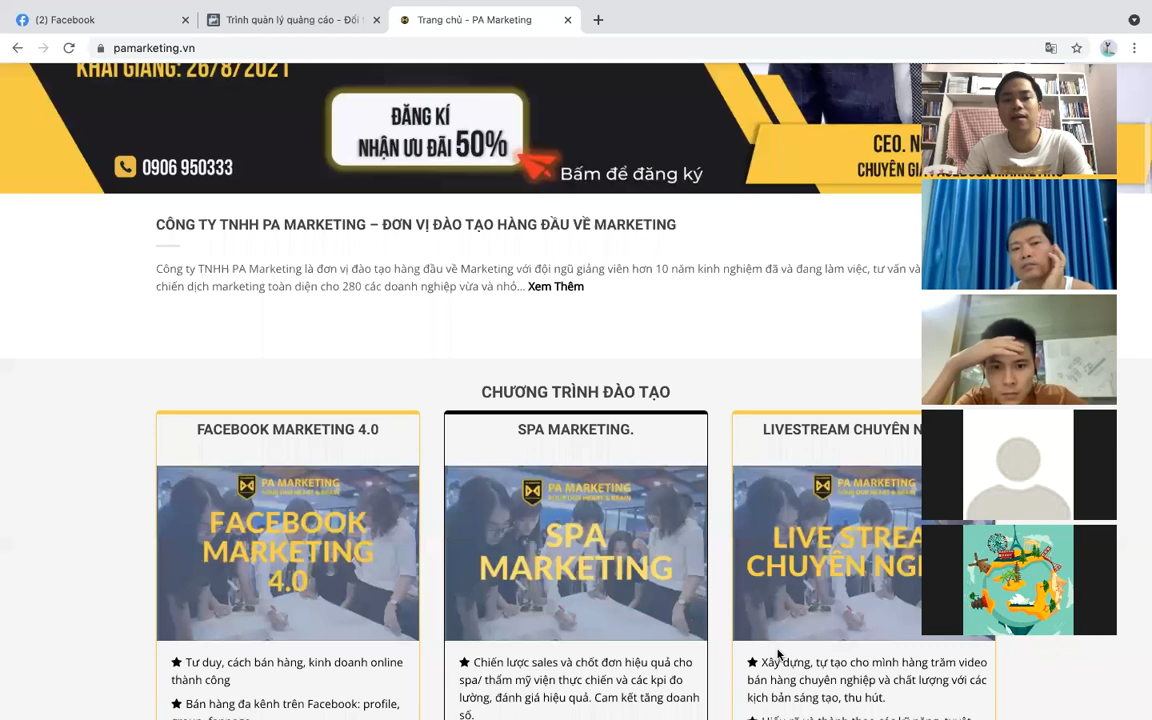 (2) Facebook
Trình quản lý quảng cáo - Đối
Trang chủ - PA Marketing
pamarketing.vn
KHAI GIẢNG: 26/8/2021
ĐĂNG KÍ
NHẬN ƯU ĐÃI 50%
0906 950333
Bấm để đăng ký
CEO. N
CHUYÊN GIA FACEBOOK MARKETING
CÔNG TY TNHH PA MARKETING – ĐƠN VỊ ĐÀO TẠO HÀNG ĐẦU VỀ MARKETING
Công ty TNHH PA Marketing là đơn vị đào tạo hàng đầu về Marketing với đội ngũ giảng viên hơn 10 năm kinh nghiệm đã và đang làm việc, tư vấn và
chiến dịch marketing toàn diện cho 280 các doanh nghiệp vừa và nhỏ... Xem Thêm
CHƯƠNG TRÌNH ĐÀO TẠO
FACEBOOK MARKETING 4.0
PA MARKETING
FACEBOOK
MARKETING
4.0
★ Tư duy, cách bán hàng, kinh doanh online
thành công
★ Bán hàng đa kênh trên Facebook: profile,
group, fanpage
SPA MARKETING.
PA MARKETING
SPA
MARKETING
★ Chiến lược sales và chốt đơn hiệu quả cho
spa/ thẩm mỹ viện thực chiến và các kpi đo
lường, đánh giá hiệu quả. Cam kết tăng doanh
số.
LIVESTREAM CHUYÊN N
PA MARKETING
LIVE STREA
CHUYÊN NGH
★ Xây dựng, tự tạo cho mình hàng trăm video
bán hàng chuyên nghiệp và chất lượng với các
kịch bản sáng tạo, thu hút.